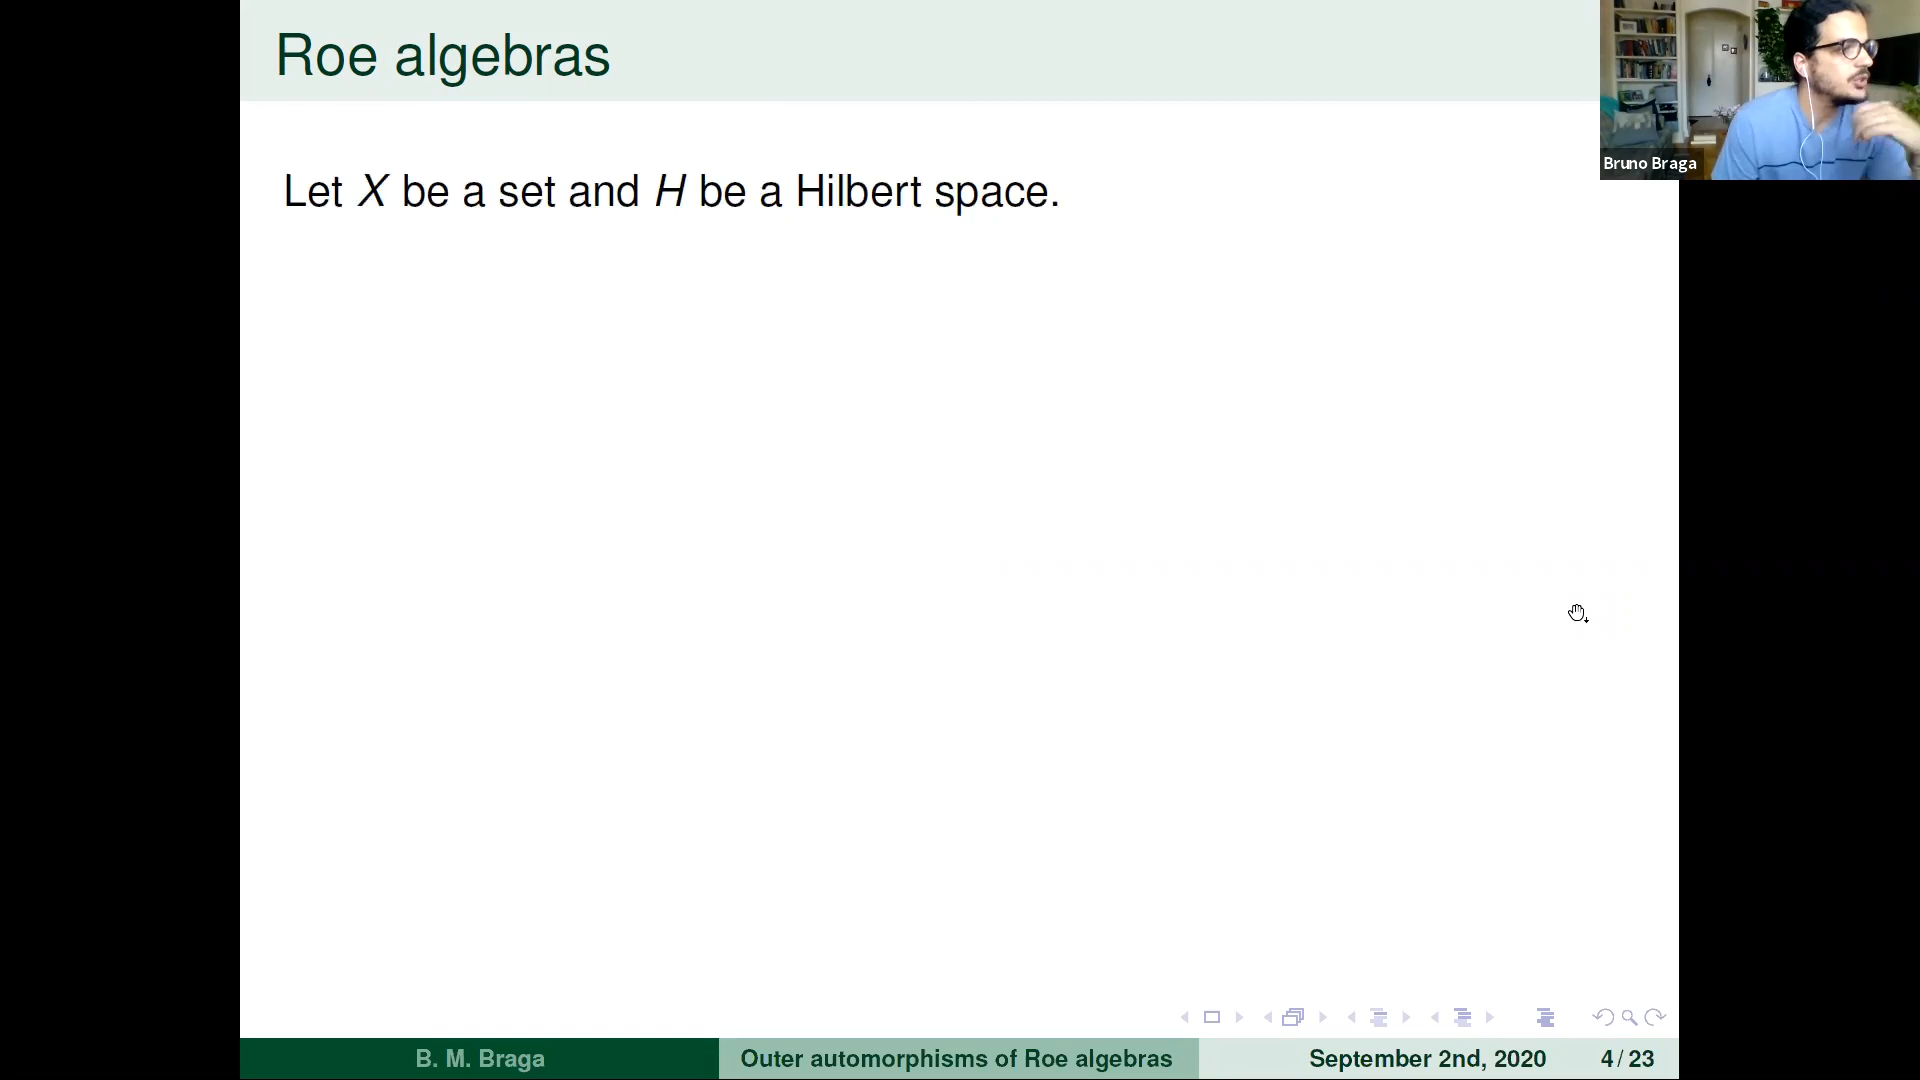 Roe algebras
Bruno Braga
Let X be a set and H be a Hilbert space.
B. M. Braga
Outer automorphisms of Roe algebras
September 2nd, 2020
4 / 23